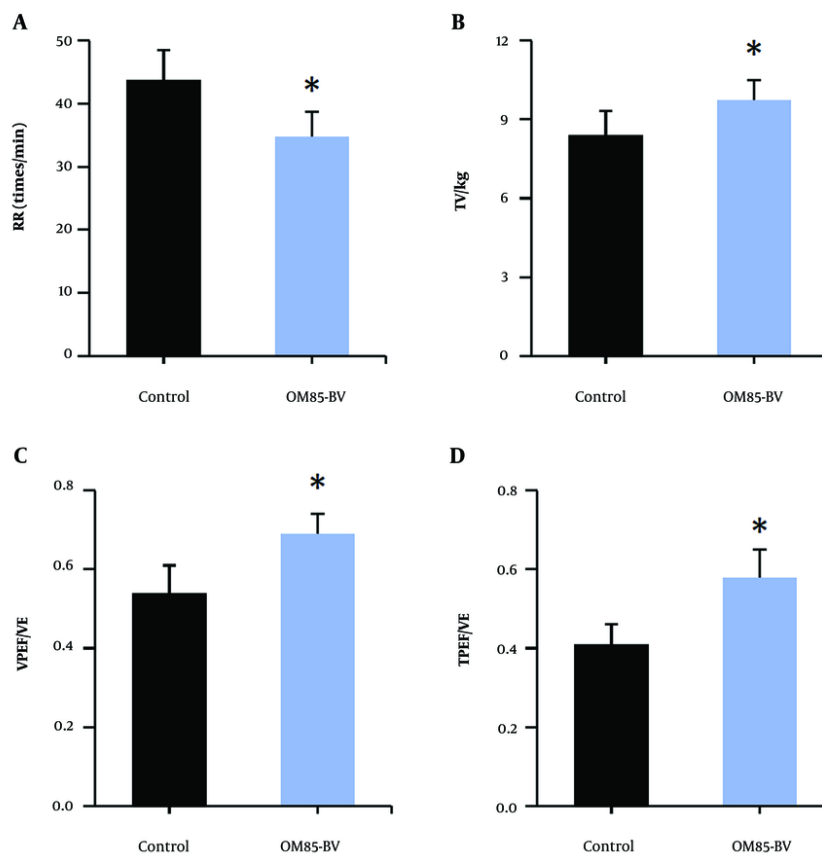 A
50
40
30
20
10
0
RR (times/min)
*
Control
OM85-BV
B
12
9
6
3
0
TV/kg
*
Control
OM85-BV
C
0.8
0.6
0.4
0.2
0.0
VPEF/VE
*
Control
OM85-BV
D
0.8
0.6
0.4
0.2
0.0
TPEF/VE
*
Control
OM85-BV